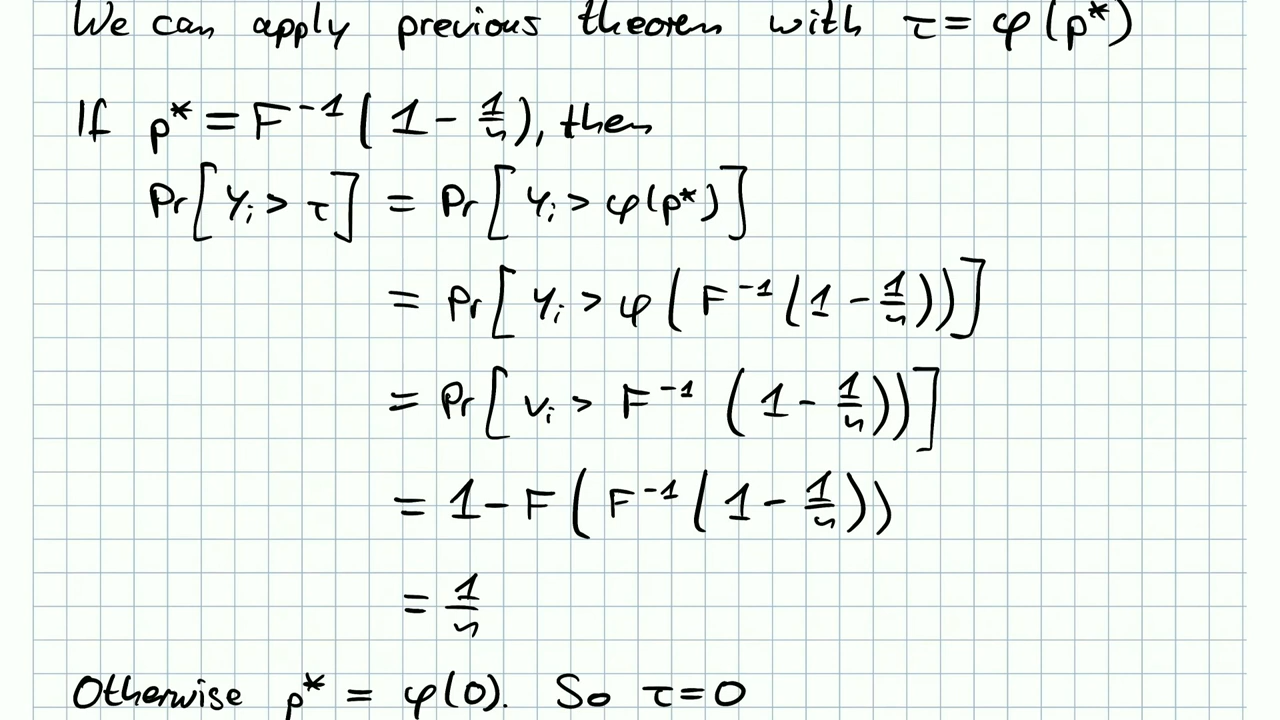 We can apply previous theorem with τ = φ(p*)
If p* = F⁻¹(1 - 1/n), then
Pr[Yᵢ > τ] = Pr[Yᵢ > φ(p*)]
= Pr[Yᵢ > φ(F⁻¹(1 - 1/n))]
= Pr[vᵢ > F⁻¹(1 - 1/n))]
= 1 - F(F⁻¹(1 - 1/n))
= 1/n
Otherwise p* = φ(0). So τ = 0